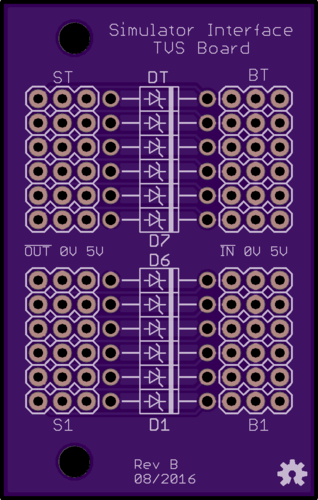 Simulator Interface
TVS Board
ST DT BT
D7
OUT 0V 5V IN 0V 5V
D6
S1 D1 B1
Rev B
08/2016